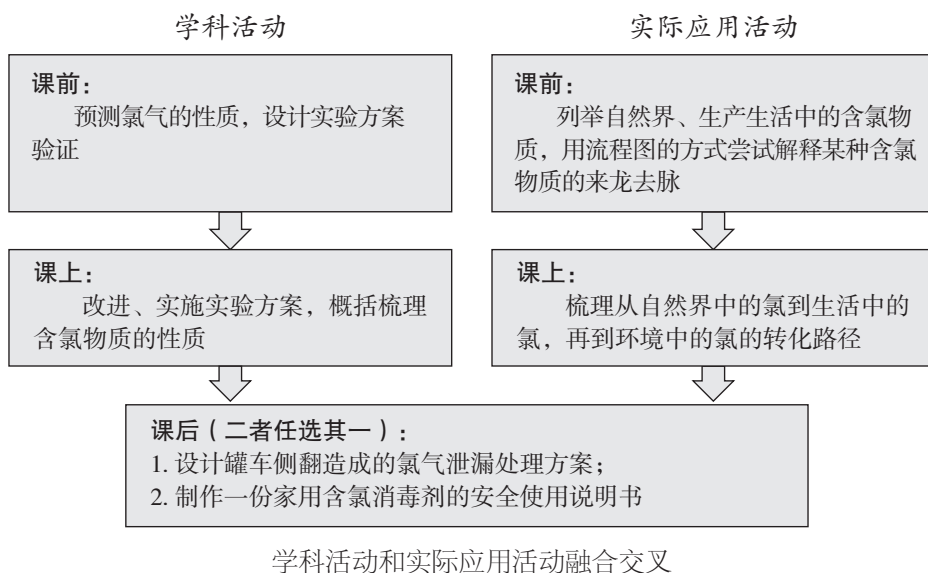 学科活动
课前：
预测氯气的性质，设计实验方案
验证
课上：
改进、实施实验方案，概括梳理
含氯物质的性质
实际应用活动
课前：
列举自然界、生产生活中的含氯物
质，用流程图的方式尝试解释某种含氯
物质的来龙去脉
课上：
梳理从自然界中的氯到生活中的
氯，再到环境中的氯的转化路径
课后（二者任选其一）：
1. 设计罐车侧翻造成的氯气泄漏处理方案；
2. 制作一份家用含氯消毒剂的安全使用说明书
学科活动和实际应用活动融合交叉